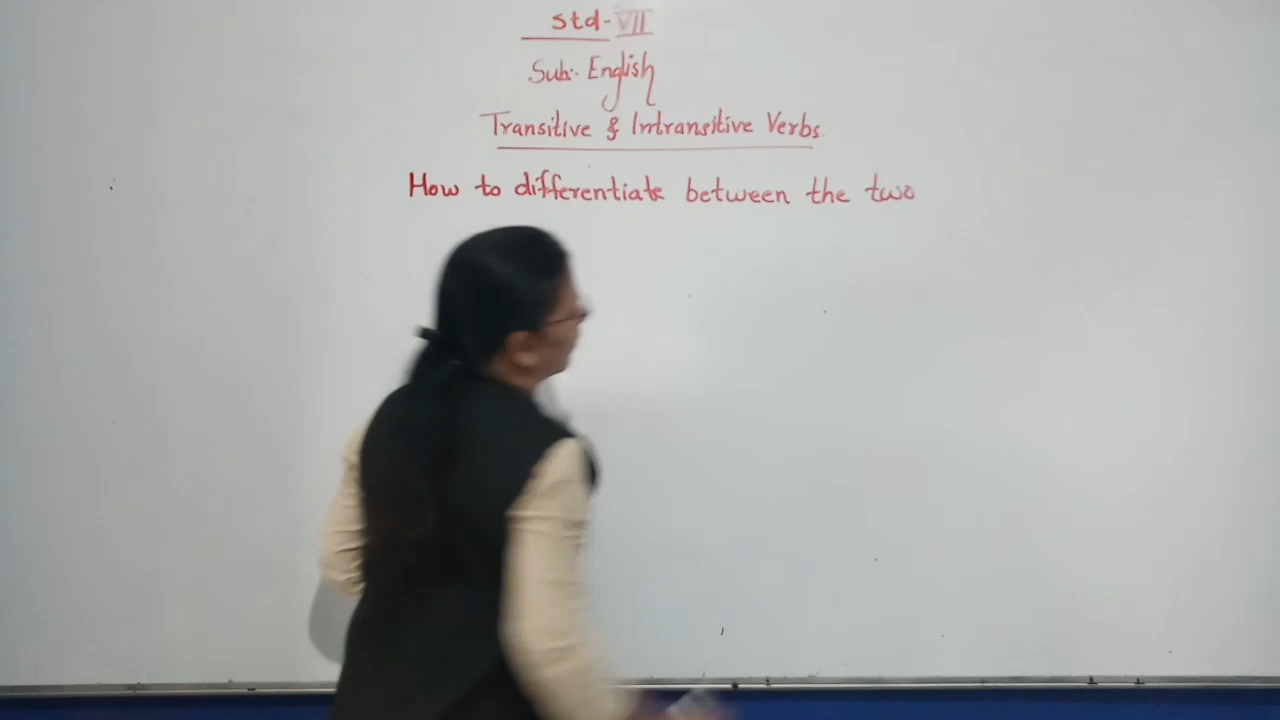 Std-VII
Sub:- English
Transitive & Intransitive Verbs.
How to differentiate between the two